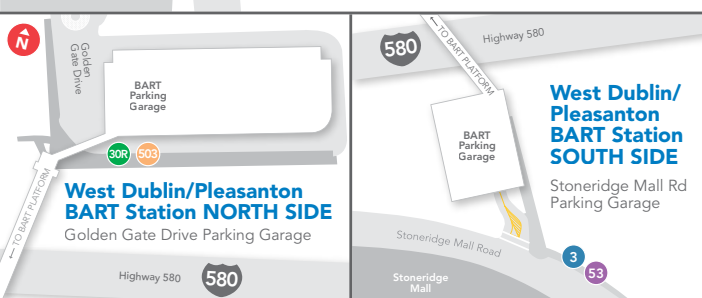 N
Golden
Gate Drive
BART
Parking
Garage
30R
503
← TO BART PLATFORM
West Dublin/Pleasanton
BART Station NORTH SIDE
Golden Gate Drive Parking Garage
Highway 580
580
← TO BART PLATFORM
580
Highway 580
West Dublin/
Pleasanton
BART Station
SOUTH SIDE
BART
Parking
Garage
Stoneridge Mall Rd
Parking Garage
Stoneridge Mall Road
3
53
Stoneridge
Mall